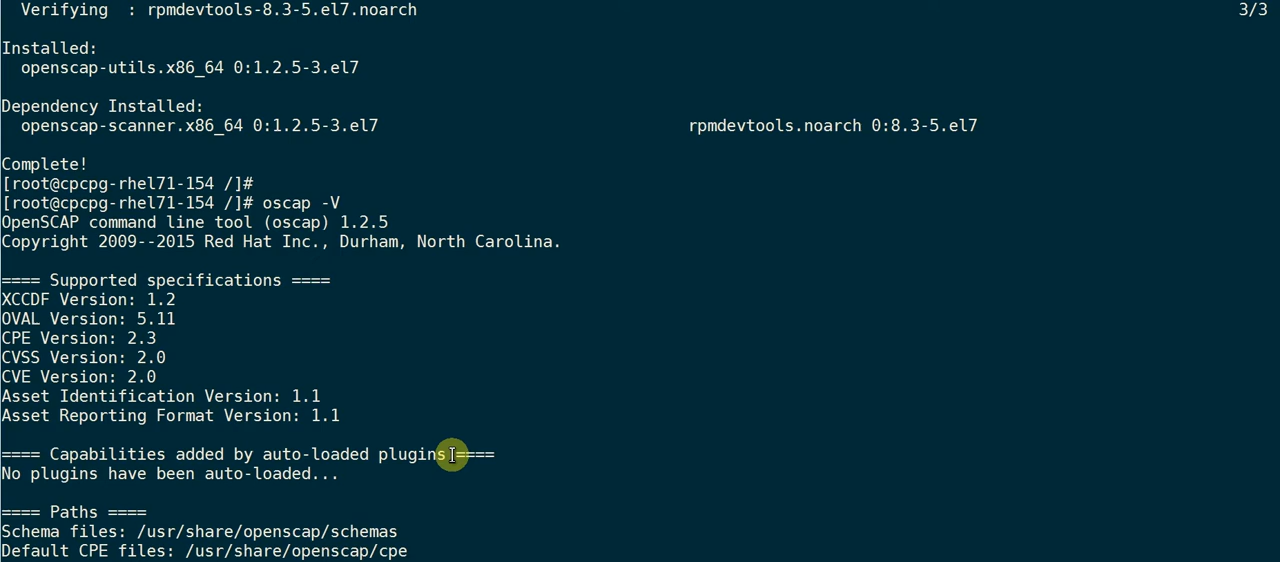 Verifying  : rpmdevtools-8.3-5.el7.noarch 3/3
Installed:
openscap-utils.x86_64 0:1.2.5-3.el7
Dependency Installed:
openscap-scanner.x86_64 0:1.2.5-3.el7 rpmdevtools.noarch 0:8.3-5.el7
Complete!
[root@cpcpg-rhel71-154 /]#
[root@cpcpg-rhel71-154 /]# oscap -V
OpenSCAP command line tool (oscap) 1.2.5
Copyright 2009--2015 Red Hat Inc., Durham, North Carolina.
==== Supported specifications ====
XCCDF Version: 1.2
OVAL Version: 5.11
CPE Version: 2.3
CVSS Version: 2.0
CVE Version: 2.0
Asset Identification Version: 1.1
Asset Reporting Format Version: 1.1
==== Capabilities added by auto-loaded plugins ====
No plugins have been auto-loaded...
==== Paths ====
Schema files: /usr/share/openscap/schemas
Default CPE files: /usr/share/openscap/cpe